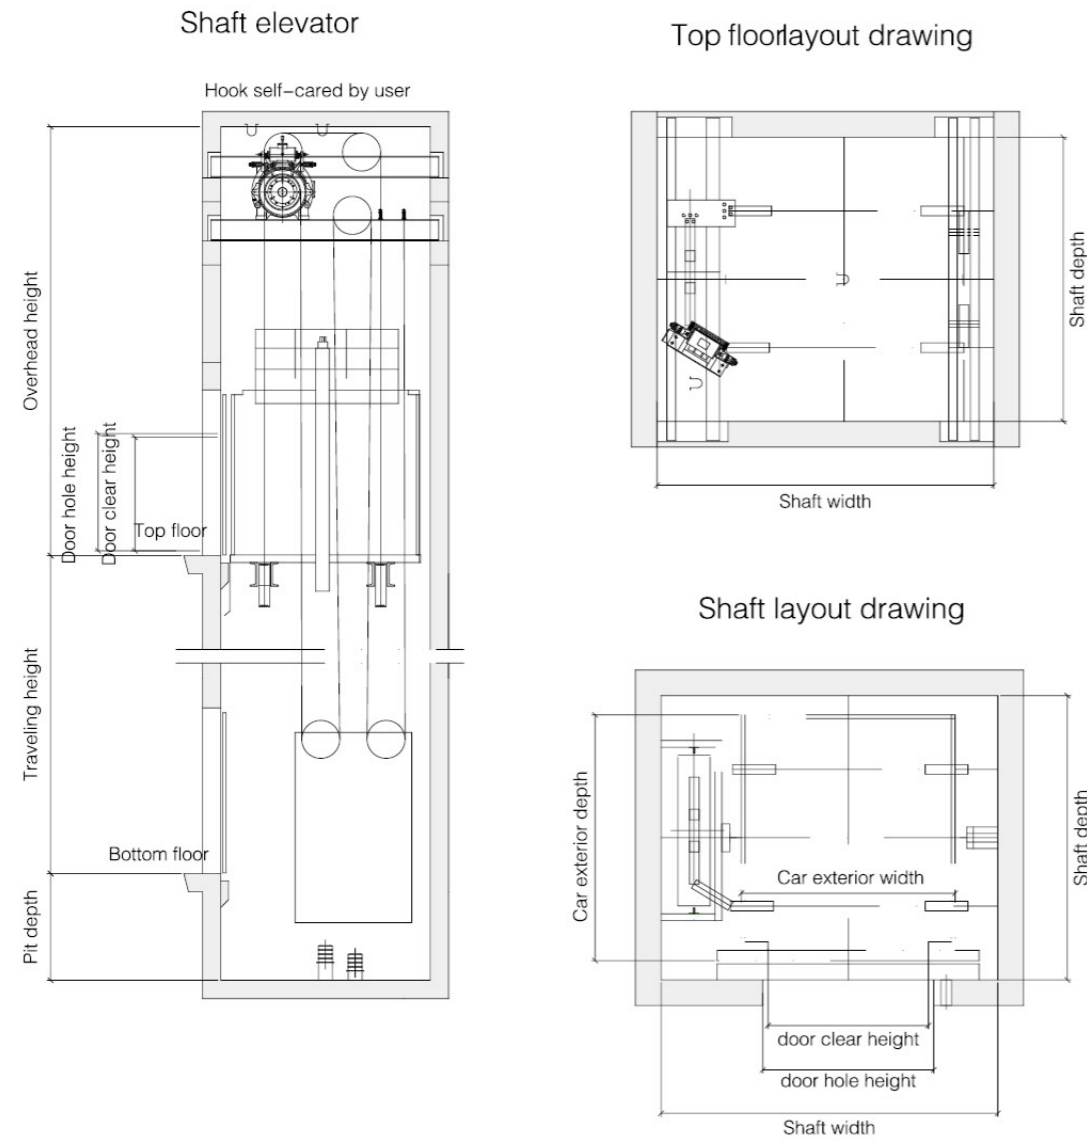 Shaft elevator
Hook self-cared by user
Overhead height
Door hole height
Door clear height
Top floor
Traveling height
Bottom floor
Pit depth
Top floorlayout drawing
Shaft depth
Shaft width
Shaft layout drawing
Car exterior depth
Car exterior width
Shaft depth
door clear height
door hole height
Shaft width